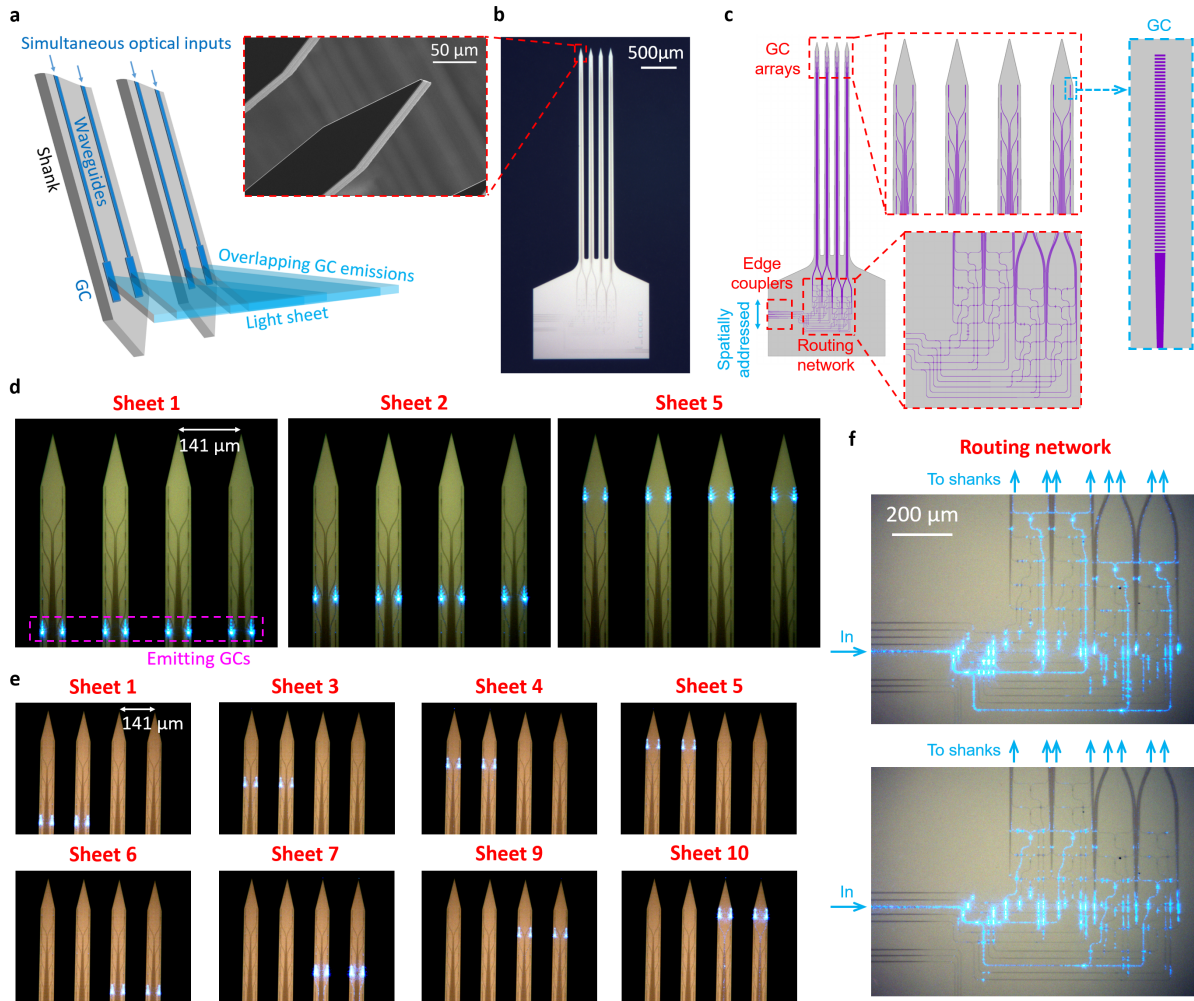 a
Simultaneous optical inputs
Waveguides
Shank
GC
Overlapping GC emissions
Light sheet
50 µm
b
500µm
c
GC
arrays
Edge
couplers
Spatially
addressed
Routing
network
GC
d
Sheet 1
141 µm
Emitting GCs
Sheet 2
Sheet 5
e
Sheet 1
141 µm
Sheet 3
Sheet 4
Sheet 5
Sheet 6
Sheet 7
Sheet 9
Sheet 10
f
Routing network
To shanks
200 µm
In
To shanks
In